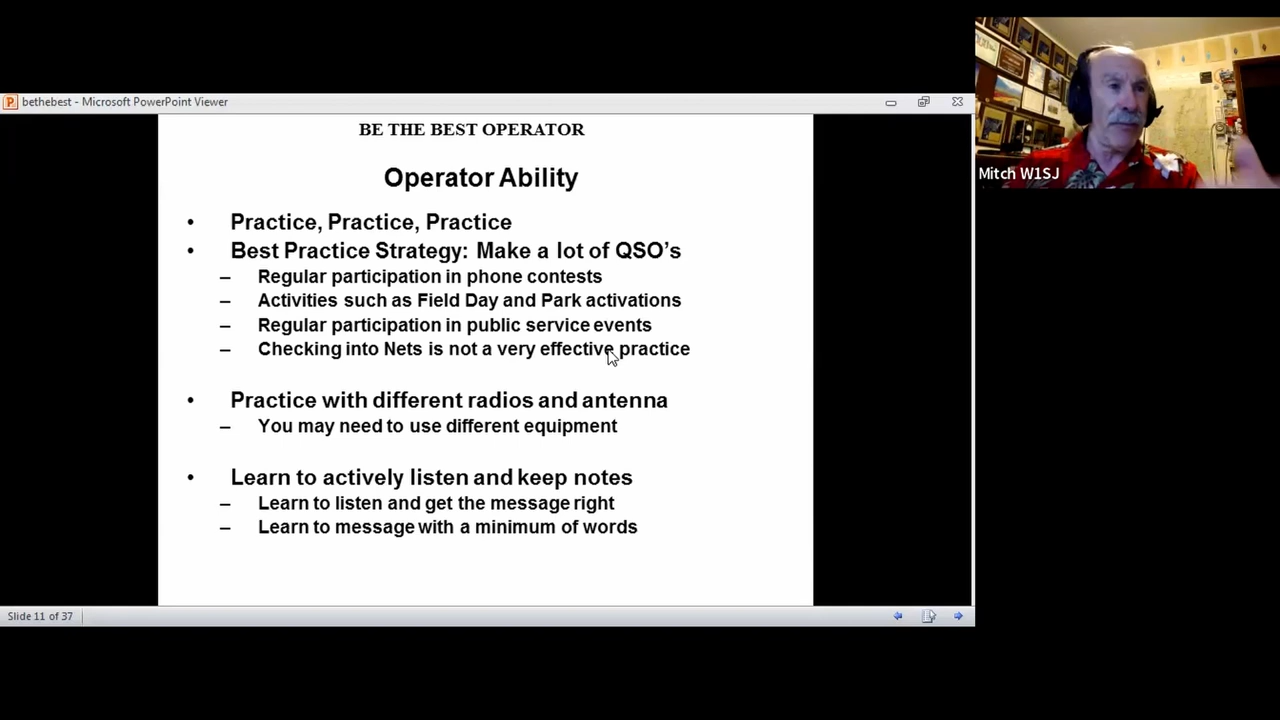 bethebest - Microsoft PowerPoint Viewer
BE THE BEST OPERATOR
Operator Ability
• Practice, Practice, Practice
• Best Practice Strategy: Make a lot of QSO's
– Regular participation in phone contests
– Activities such as Field Day and Park activations
– Regular participation in public service events
– Checking into Nets is not a very effective practice
• Practice with different radios and antenna
– You may need to use different equipment
• Learn to actively listen and keep notes
– Learn to listen and get the message right
– Learn to message with a minimum of words
Slide 11 of 37
Mitch W1SJ